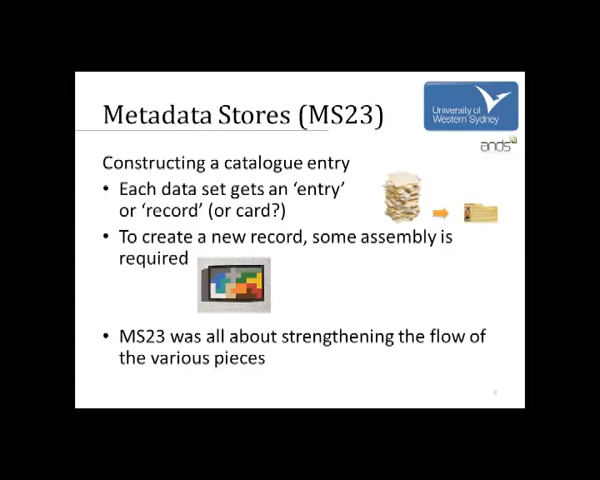 Metadata Stores (MS23)
University of
Western Sydney
ands
Constructing a catalogue entry
• Each data set gets an ‘entry’
or ‘record’ (or card?)
• To create a new record, some assembly is
required
• MS23 was all about strengthening the flow of
the various pieces